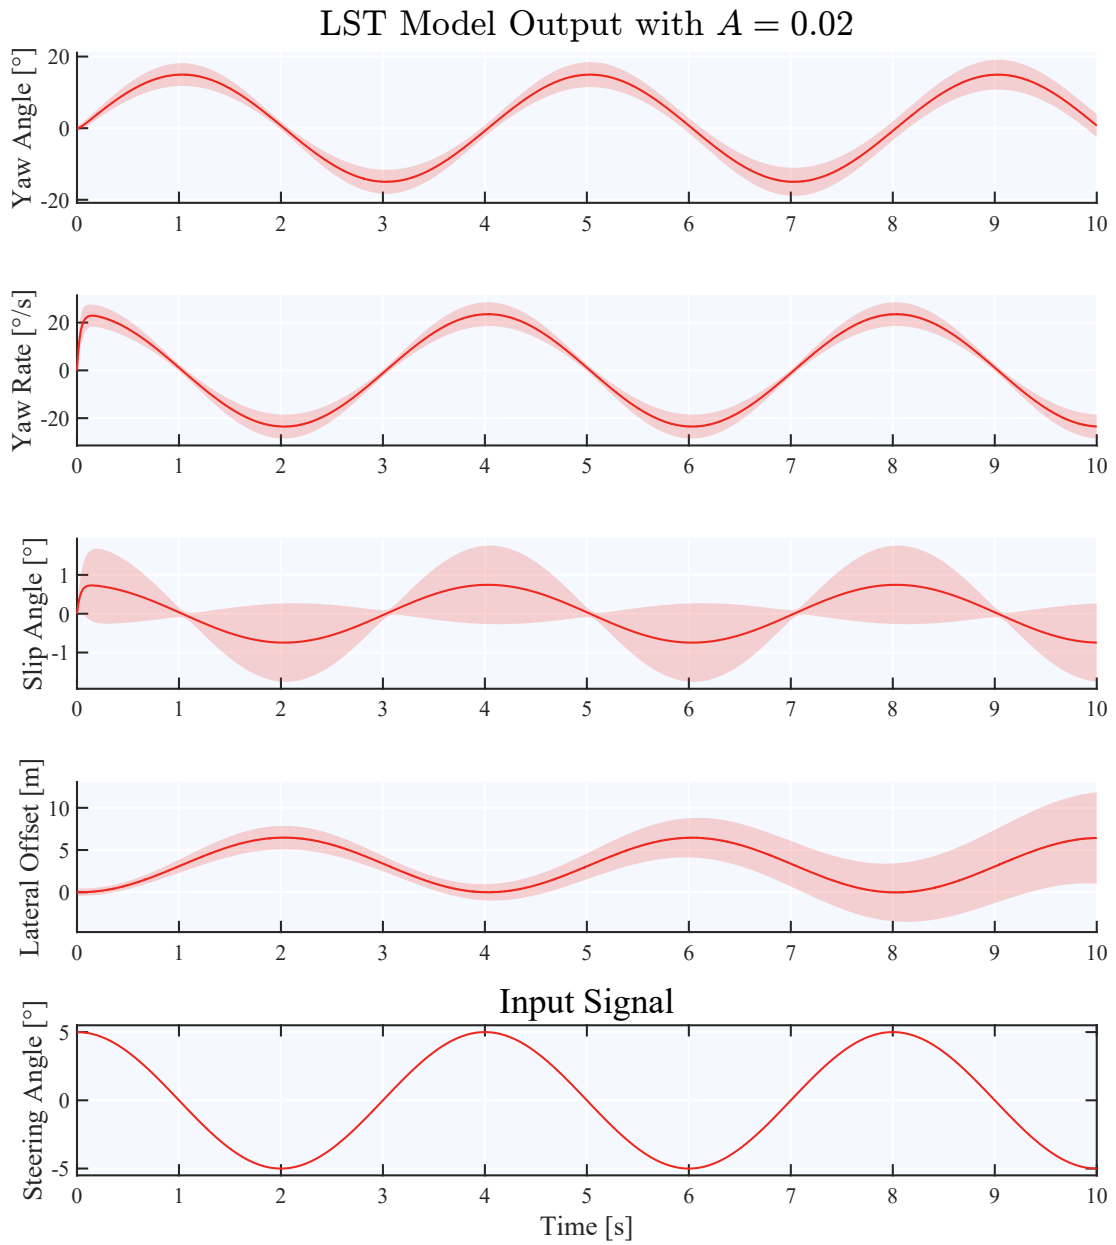 LST Model Output with A = 0.02
Yaw Angle [°]
20
0
-20
0 1 2 3 4 5 6 7 8 9 10
Yaw Rate [°/s]
20
0
-20
0 1 2 3 4 5 6 7 8 9 10
Slip Angle [°]
1
0
-1
0 1 2 3 4 5 6 7 8 9 10
Lateral Offset [m]
10
5
0
0 1 2 3 4 5 6 7 8 9 10
Input Signal
Steering Angle [°]
5
0
-5
0 1 2 3 4 5 6 7 8 9 10
Time [s]